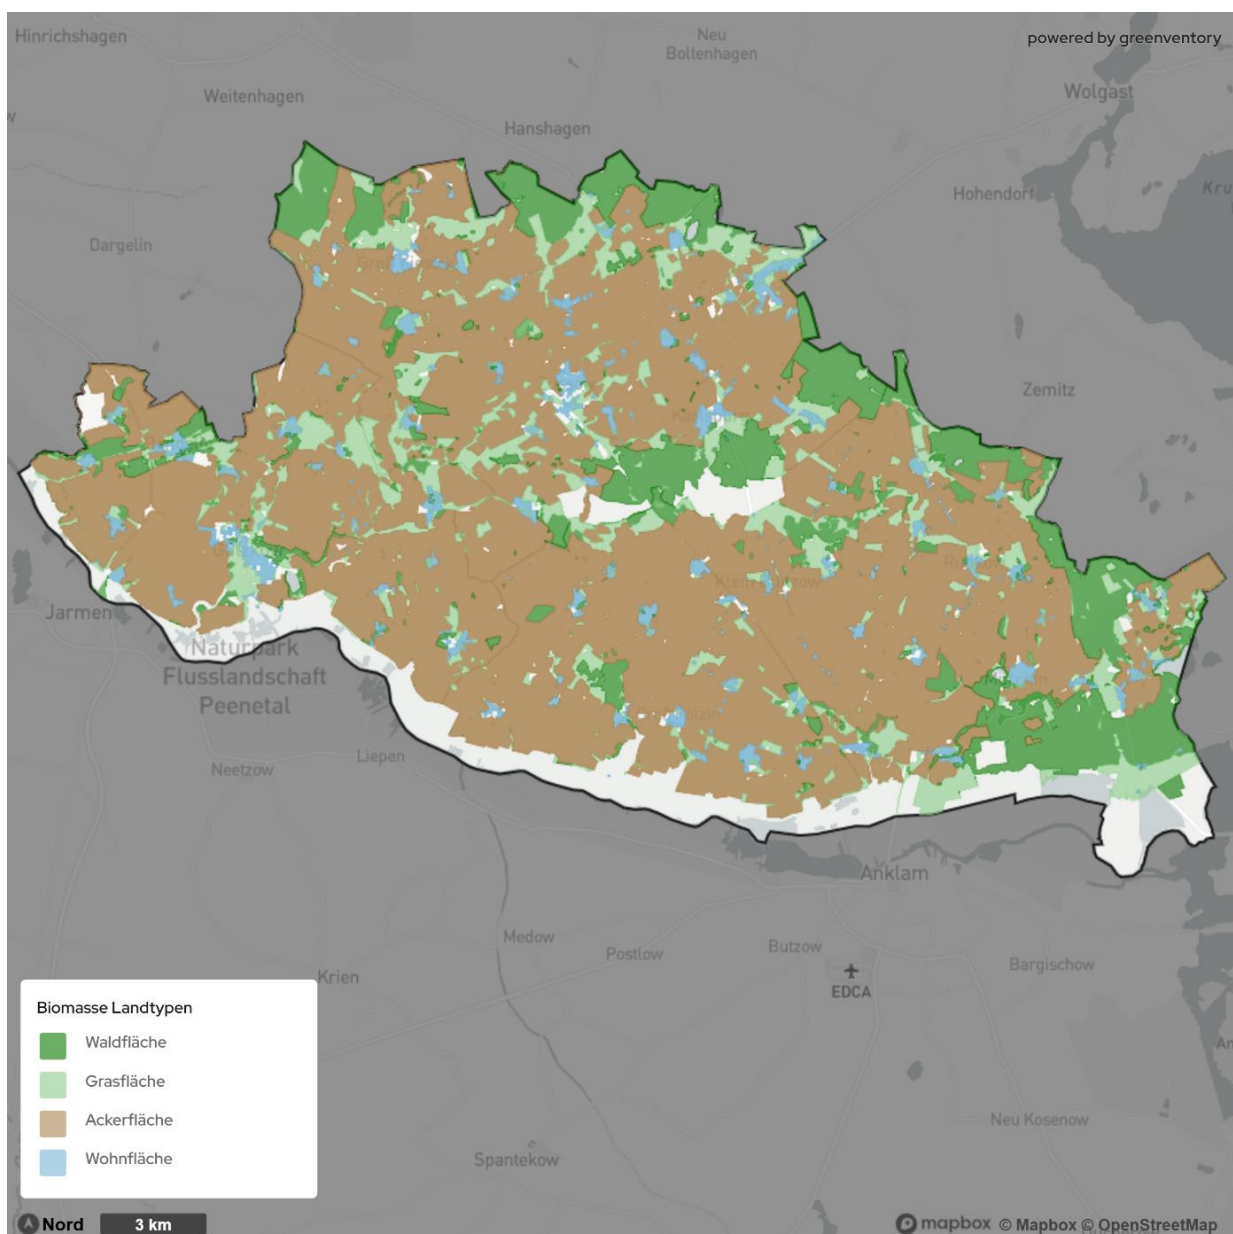 Hinrichshagen
Neu
Boltenhagen
powered by greenventory
Weitenhagen
Wolgast
Hanshagen
Hohendorf
Dargelin
Zemitz
Jarmen
Naturpark
Flusslandschaft
Peenetal
Liepen
Neetzow
Anklam
Medow
Postlow
Butzow
Bargischow
Krien
EDCA
Biomasse Landtypen
Waldfläche
Grasfläche
Ackerfläche
Wohnfläche
Neu Kosenow
Spantekow
Nord
3 km
mapbox © Mapbox © OpenStreetMap